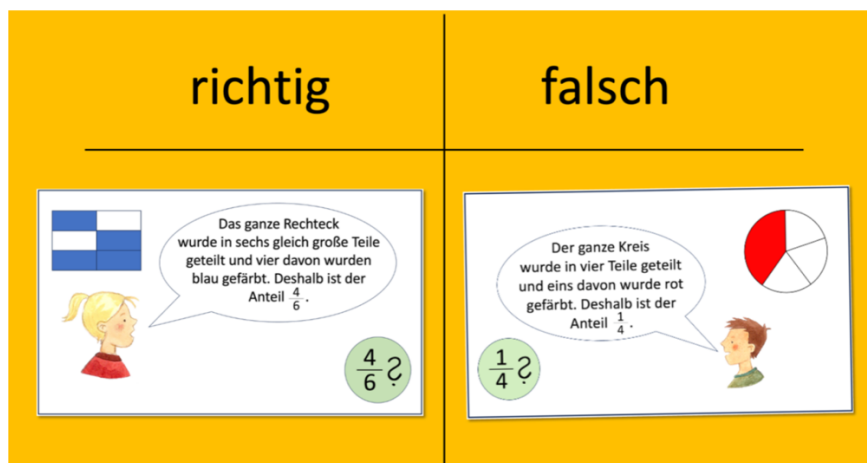 richtig
falsch
Das ganze Rechteck
wurde in sechs gleich große Teile
geteilt und vier davon wurden
blau gefärbt. Deshalb ist der
Anteil 4/6.
4/6?
Der ganze Kreis
wurde in vier Teile geteilt
und eins davon wurde rot
gefärbt. Deshalb ist der
Anteil 1/4.
1/4?